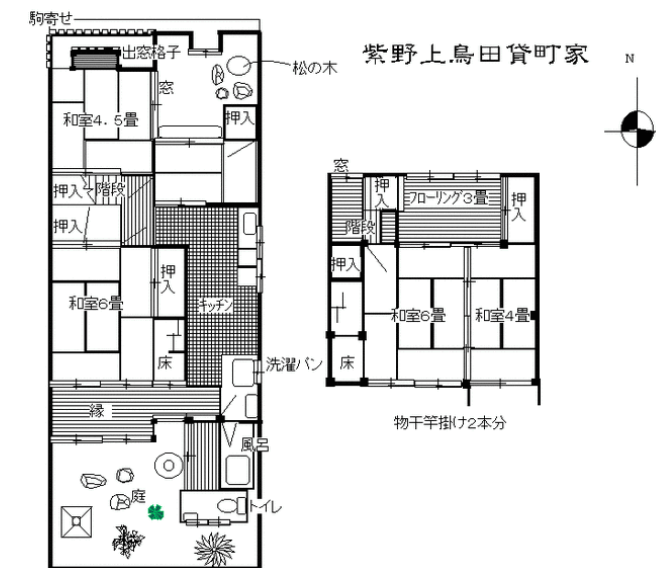 駒寄せ
紫野上鳥田貸町家
N
出窓格子
松の木
窓
和室4.5畳
押入
押入
階段
押入
和室6畳
押入
キッチン
床
洗濯パン
縁
風呂
庭
トイレ
窓
押入
フローリング3畳
押入
階段
押入
和室6畳
和室4畳
床
物干竿掛け2本分